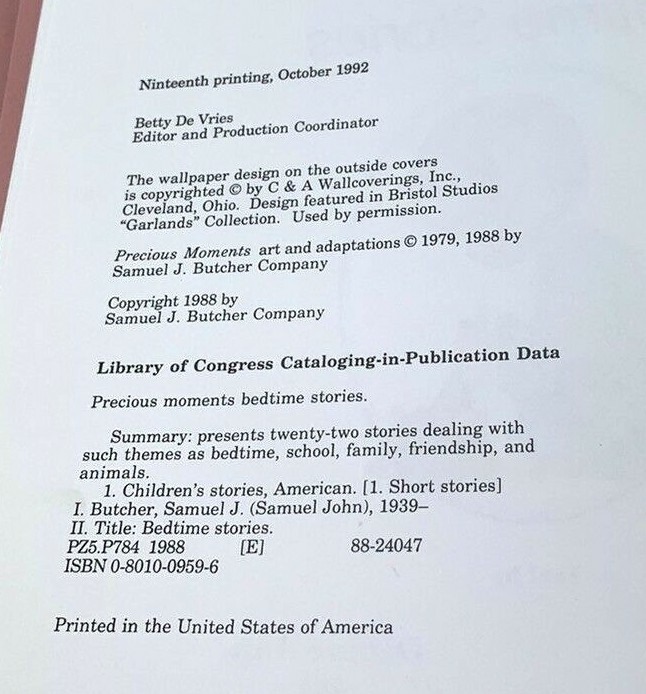 Ninteenth printing, October 1992
Betty De Vries
Editor and Production Coordinator
The wallpaper design on the outside covers
is copyrighted © by C & A Wallcoverings, Inc.,
Cleveland, Ohio. Design featured in Bristol Studios
“Garlands” Collection. Used by permission.
Precious Moments art and adaptations © 1979, 1988 by
Samuel J. Butcher Company
Copyright 1988 by
Samuel J. Butcher Company
Library of Congress Cataloging-in-Publication Data
Precious moments bedtime stories.
Summary: presents twenty-two stories dealing with
such themes as bedtime, school, family, friendship, and
animals.
1. Children’s stories, American. [1. Short stories]
I. Butcher, Samuel J. (Samuel John), 1939–
II. Title: Bedtime stories.
PZ5.P784 1988 [E] 88-24047
ISBN 0-8010-0959-6
Printed in the United States of America